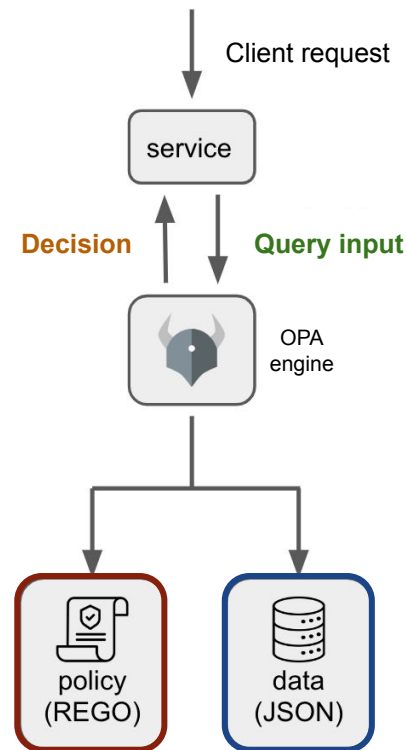 Client request
service
Decision
Query input
OPA
engine
policy
(REGO)
data
(JSON)